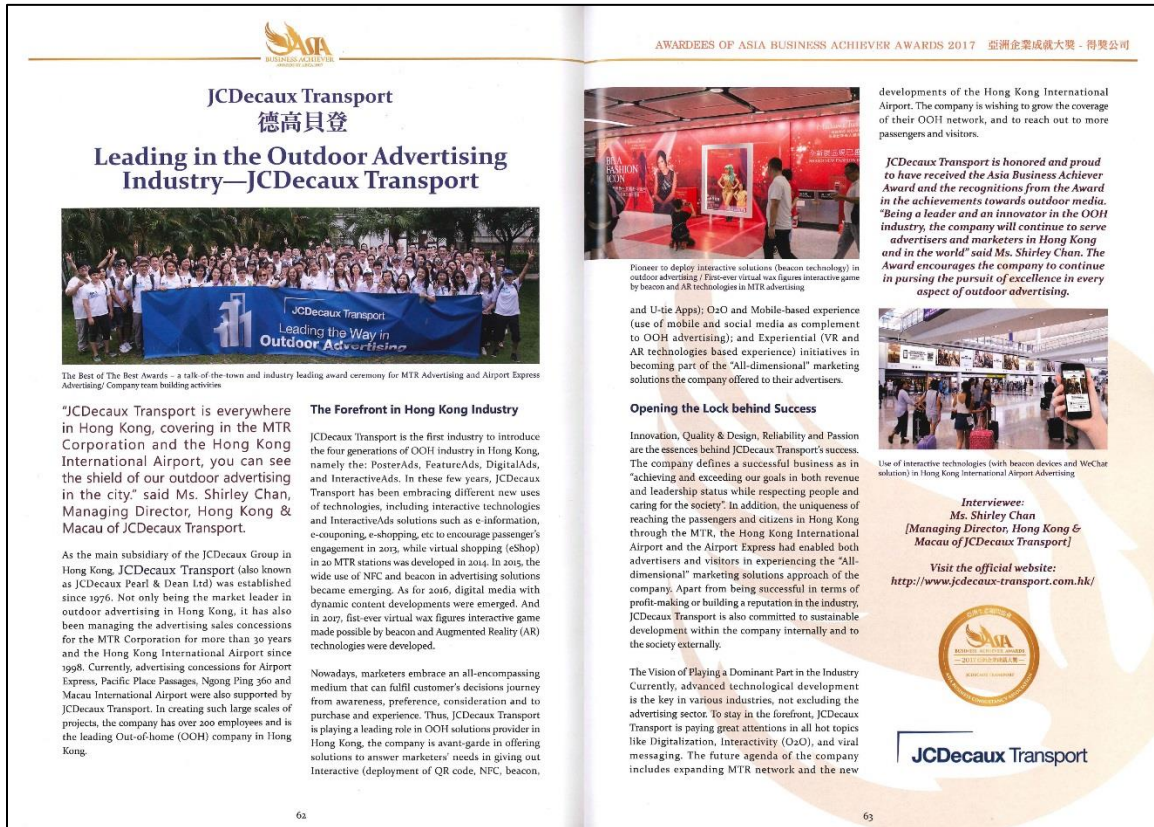 ASIA
BUSINESS ACHIEVER
JCDecaux Transport
德高貝登
Leading in the Outdoor Advertising
Industry—JCDecaux Transport
JCDecaux Transport
Leading the Way in
Outdoor Advertising
The Best of The Best Awards – a talk-of-the-town and industry leading award ceremony for MTR Advertising and Airport Express
Advertising/ Company team building activities
"JCDecaux Transport is everywhere
in Hong Kong, covering in the MTR
Corporation and the Hong Kong
International Airport, you can see
the shield of our outdoor advertising
in the city." said Ms. Shirley Chan,
Managing Director, Hong Kong &
Macau of JCDecaux Transport.
As the main subsidiary of the JCDecaux Group in
Hong Kong, JCDecaux Transport (also known
as JCDecaux Pearl & Dean Ltd) was established
since 1976. Not only being the market leader in
outdoor advertising in Hong Kong, it has also
been managing the advertising sales concessions
for the MTR Corporation for more than 30 years
and the Hong Kong International Airport since
1998. Currently, advertising concessions for Airport
Express, Pacific Place Passages, Ngong Ping 360 and
Macau International Airport were also supported by
JCDecaux Transport. In creating such large scales of
projects, the company has over 200 employees and is
the leading Out-of-home (OOH) company in Hong
Kong.
The Forefront in Hong Kong Industry
JCDecaux Transport is the first industry to introduce
the four generations of OOH industry in Hong Kong,
namely the: PosterAds, FeatureAds, DigitalAds,
and InteractiveAds. In these few years, JCDecaux
Transport has been embracing different new uses
of technologies, including interactive technologies
and InteractiveAds solutions such as e-information,
e-couponing, e-shopping, etc to encourage passenger's
engagement in 2013, while virtual shopping (eShop)
in 20 MTR stations was developed in 2014. In 2015, the
wide use of NFC and beacon in advertising solutions
became emerging. As for 2016, digital media with
dynamic content developments were emerged. And
in 2017, fist-ever virtual wax figures interactive game
made possible by beacon and Augmented Reality (AR)
technologies were developed.
Nowadays, marketers embrace an all-encompassing
medium that can fulfil customer's decisions journey
from awareness, preference, consideration and to
purchase and experience. Thus, JCDecaux Transport
is playing a leading role in OOH solutions provider in
Hong Kong, the company is avant-garde in offering
solutions to answer marketers' needs in giving out
Interactive (deployment of QR code, NFC, beacon,
62
AWARDEES OF ASIA BUSINESS ACHIEVER AWARDS 2017 亞洲企業成就大獎 - 得獎公司
BE A
FASHION
ICON
Pioneer to deploy interactive solutions (beacon technology) in
outdoor advertising / First-ever virtual wax figures interactive game
by beacon and AR technologies in MTR advertising
and U-tie Apps); O2O and Mobile-based experience
(use of mobile and social media as complement
to OOH advertising); and Experiential (VR and
AR technologies based experience) initiatives in
becoming part of the "All-dimensional" marketing
solutions the company offered to their advertisers.
Opening the Lock behind Success
Innovation, Quality & Design, Reliability and Passion
are the essences behind JCDecaux Transport's success.
The company defines a successful business as in
"achieving and exceeding our goals in both revenue
and leadership status while respecting people and
caring for the society". In addition, the uniqueness of
reaching the passengers and citizens in Hong Kong
through the MTR, the Hong Kong International
Airport and the Airport Express had enabled both
advertisers and visitors in experiencing the "All-
dimensional" marketing solutions approach of the
company. Apart from being successful in terms of
profit-making or building a reputation in the industry,
JCDecaux Transport is also committed to sustainable
development within the company internally and to
the society externally.
The Vision of Playing a Dominant Part in the Industry
Currently, advanced technological development
is the key in various industries, not excluding the
advertising sector. To stay in the forefront, JCDecaux
Transport is paying great attentions in all hot topics
like Digitalization, Interactivity (O2O), and viral
messaging. The future agenda of the company
includes expanding MTR network and the new
developments of the Hong Kong International
Airport. The company is wishing to grow the coverage
of their OOH network, and to reach out to more
passengers and visitors.
JCDecaux Transport is honored and proud
to have received the Asia Business Achiever
Award and the recognitions from the Award
in the achievements towards outdoor media.
"Being a leader and an innovator in the OOH
industry, the company will continue to serve
advertisers and marketers in Hong Kong
and in the world" said Ms. Shirley Chan. The
Award encourages the company to continue
in pursing the pursuit of excellence in every
aspect of outdoor advertising.
Use of interactive technologies (with beacon devices and WeChat
solution) in Hong Kong International Airport Advertising
Interviewee:
Ms. Shirley Chan
[Managing Director, Hong Kong &
Macau of JCDecaux Transport]
Visit the official website:
http://www.jcdecaux-transport.com.hk/
ASIA
BUSINESS ACHIEVER AWARDS
JCDecaux Transport
63